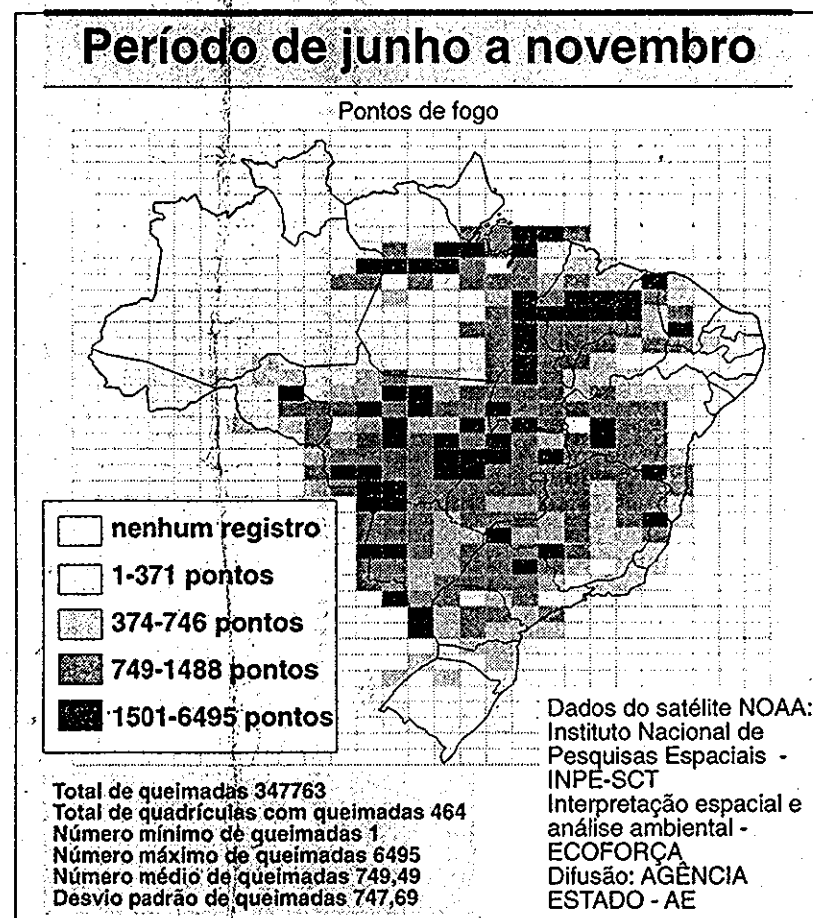 Período de junho a novembro
Pontos de fogo
nenhum registro
1-371 pontos
374-746 pontos
749-1488 pontos
1501-6495 pontos
Total de queimadas 347763
Total de quadrículas com queimadas 464
Número mínimo de queimadas 1
Número máximo de queimadas 6495
Número médio de queimadas 749,49
Desvio padrão de queimadas 747,69
Dados do satélite NOAA:
Instituto Nacional de
Pesquisas Espaciais -
INPE-SCT
Interpretação espacial e
análise ambiental -
ECOFORÇA
Difusão: AGÊNCIA
ESTADO - AE